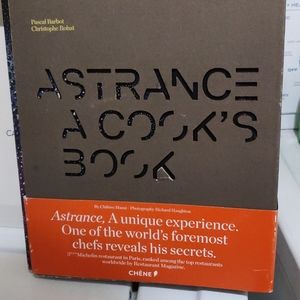 Pascal Barbot
Christophe Rohat
ASTRANCE
A COOK'S
BOOK
By Chihiro Masui - Photography Richard Haughton
Astrance, A unique experience.
One of the world's foremost
chefs reveals his secrets.
Michelin restaurant in Paris, ranked among the top restaurants
worldwide by Restaurant Magazine.
CHÊNE